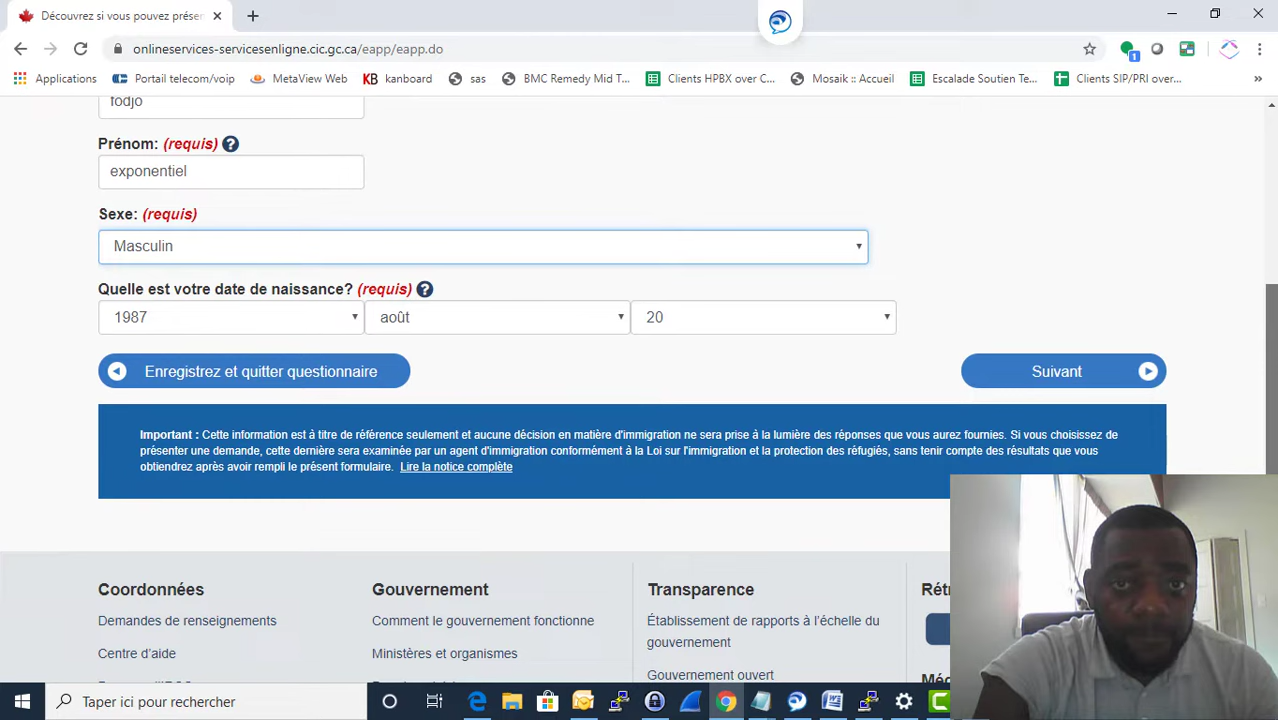 Découvrez si vous pouvez préser
onlineservices-servicesenligne.cic.gc.ca/eapp/eapp.do
1
Applications
Portail telecom/voip
MetaView Web
KB kanboard
sas
BMC Remedy Mid T...
Clients HPBX over C...
Mosaik :: Accueil
Escalade Soutien Te...
Clients SIP/PRI over...
»
fodjo
Prénom: (requis) ?
exponentiel
Sexe: (requis)
Masculin
Quelle est votre date de naissance? (requis) ?
1987 août 20
Enregistrez et quitter questionnaire
Suivant
Important : Cette information est à titre de référence seulement et aucune décision en matière d'immigration ne sera prise à la lumière des réponses que vous aurez fournies. Si vous choisissez de
présenter une demande, cette dernière sera examinée par un agent d'immigration conformément à la Loi sur l'immigration et la protection des réfugiés, sans tenir compte des résultats que vous
obtiendrez après avoir rempli le présent formulaire. Lire la notice complète
Coordonnées
Demandes de renseignements
Centre d'aide
Gouvernement
Comment le gouvernement fonctionne
Ministères et organismes
Transparence
Établissement de rapports à l'échelle du
gouvernement
Gouvernement ouvert
Taper ici pour rechercher